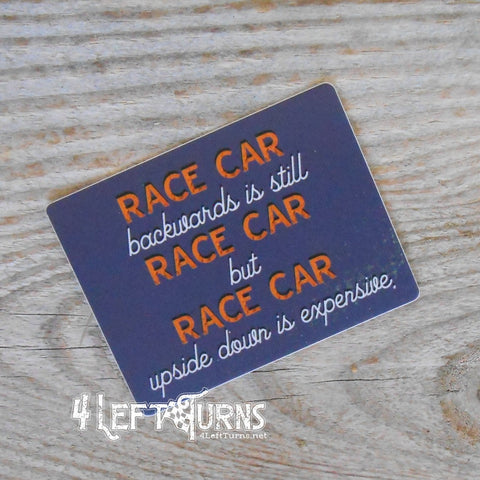 RACE CAR
backwards is still
RACE CAR
but
RACE CAR
upside down is expensive.
4 LEFT TURNS
4LeftTurns.net